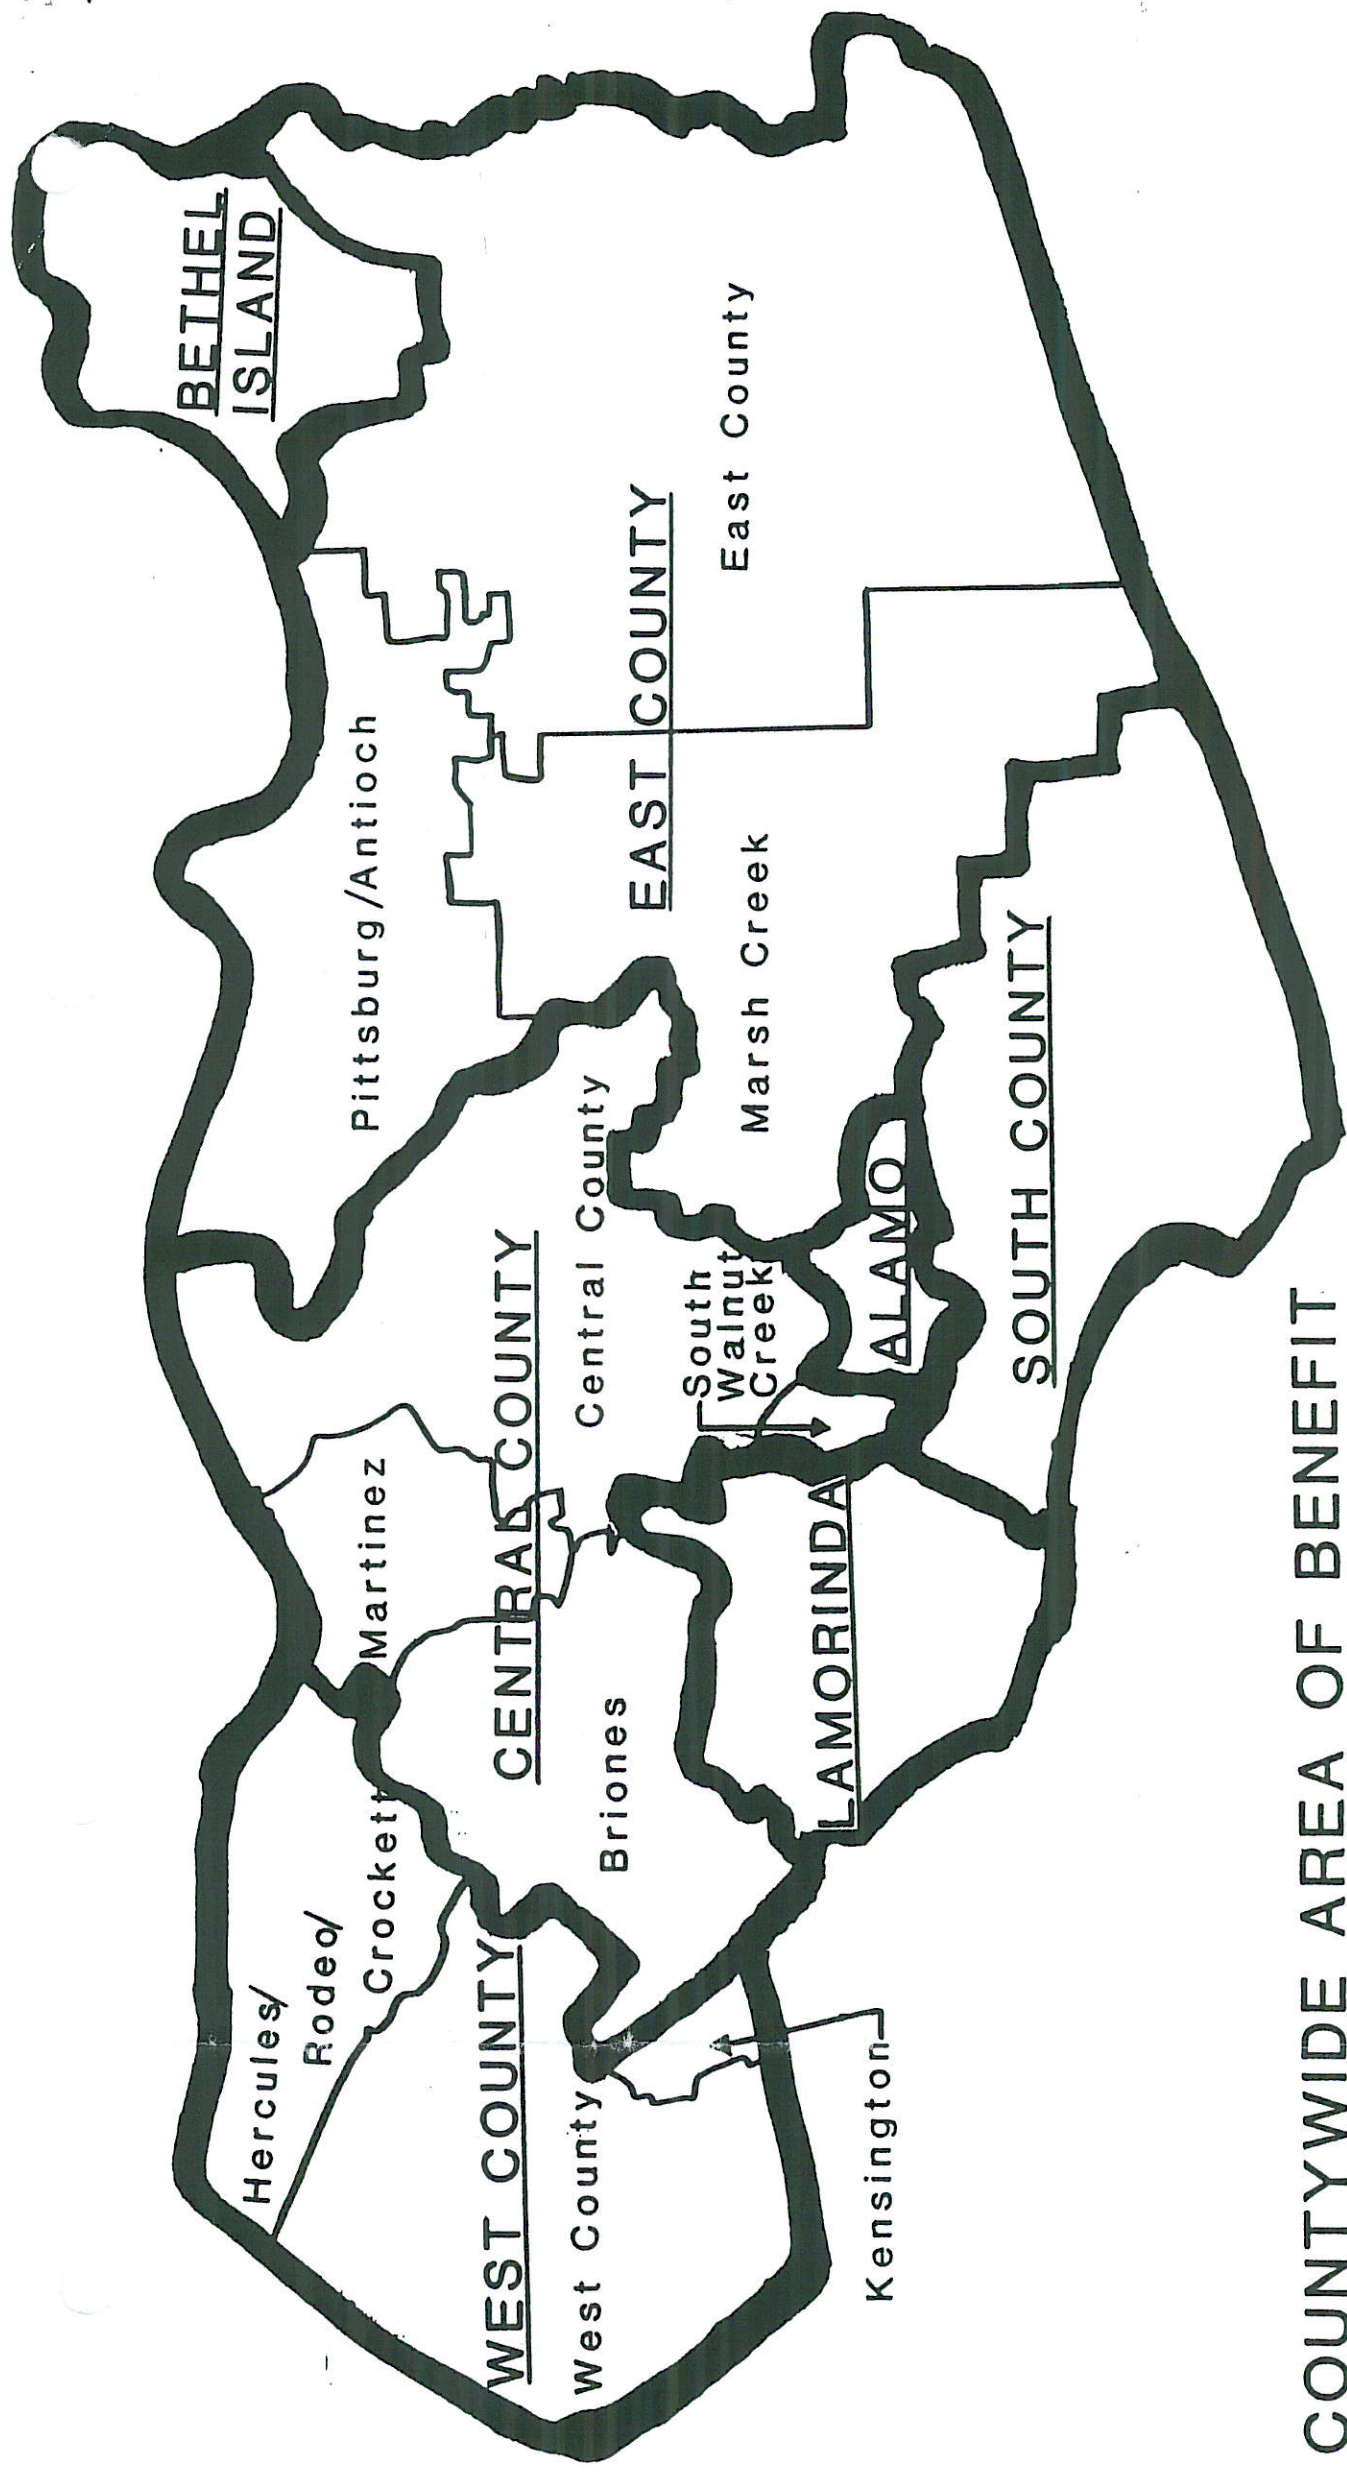 BETHEL
ISLAND
Pittsburg/Antioch
EAST COUNTY
East County
Marsh Creek
Martinez
CENTRAL COUNTY
Central County
Briones
South
Walnut
Creek
ALAMO
SOUTH COUNTY
LAMORINDA
Hercules/
Rodeo/
Crockett
WEST COUNTY
West County
Kensington
COUNTYWIDE AREA OF BENEFIT